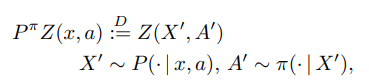 P^π Z(x, a) :=^D Z(X′, A′)
X′ ∼ P(· | x, a), A′ ∼ π(· | X′),